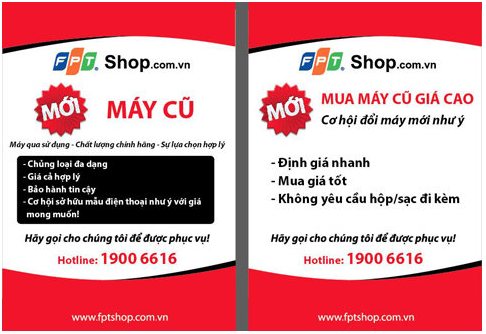 FPT Shop.com.vn
MỚI
MÁY CŨ
Máy qua sử dụng - Chất lượng chính hãng - Sự lựa chọn hợp lý
- Chủng loại đa dạng
- Giá cả hợp lý
- Bảo hành tin cậy
- Cơ hội sở hữu mẫu điện thoại như ý với giá
mong muốn!
Hãy gọi cho chúng tôi để được phục vụ!
Hotline: 1900 6616
www.fptshop.com.vn
FPT Shop.com.vn
MỚI
MUA MÁY CŨ GIÁ CAO
Cơ hội đổi máy mới như ý
- Định giá nhanh
- Mua giá tốt
- Không yêu cầu hộp/sạc đi kèm
Hãy gọi cho chúng tôi để được phục vụ!
Hotline: 1900 6616
www.fptshop.com.vn